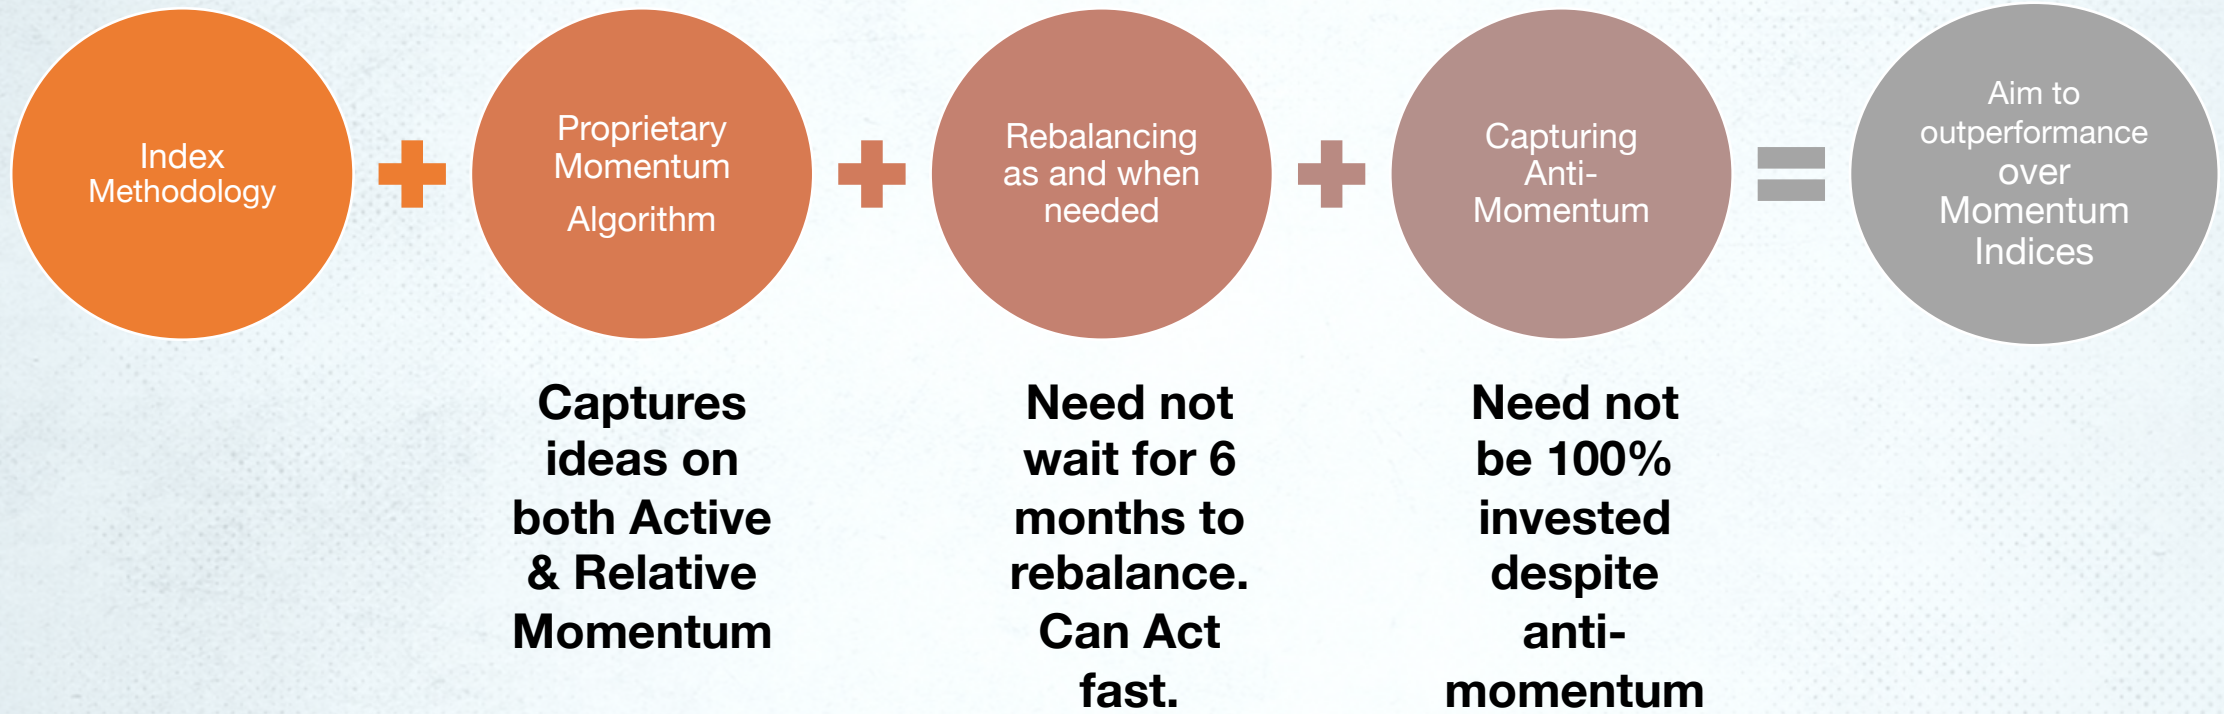 Index
Methodology
Proprietary
Momentum
Algorithm
Rebalancing
as and when
needed
Capturing
Anti-
Momentum
Aim to
outperformance
over
Momentum
Indices
Captures
ideas on
both Active
& Relative
Momentum
Need not
wait for 6
months to
rebalance.
Can Act
fast.
Need not
be 100%
invested
despite
anti-
momentum